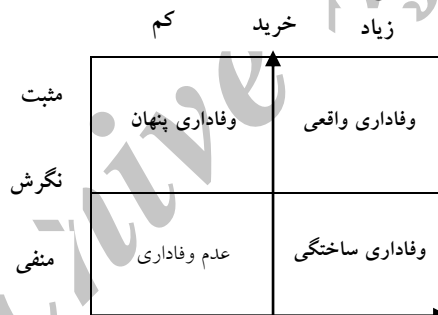 زیاد خرید کم
مثبت
وفاداری واقعی وفاداری پنهان
نگرش
وفاداری ساختگی عدم وفاداری
منفی